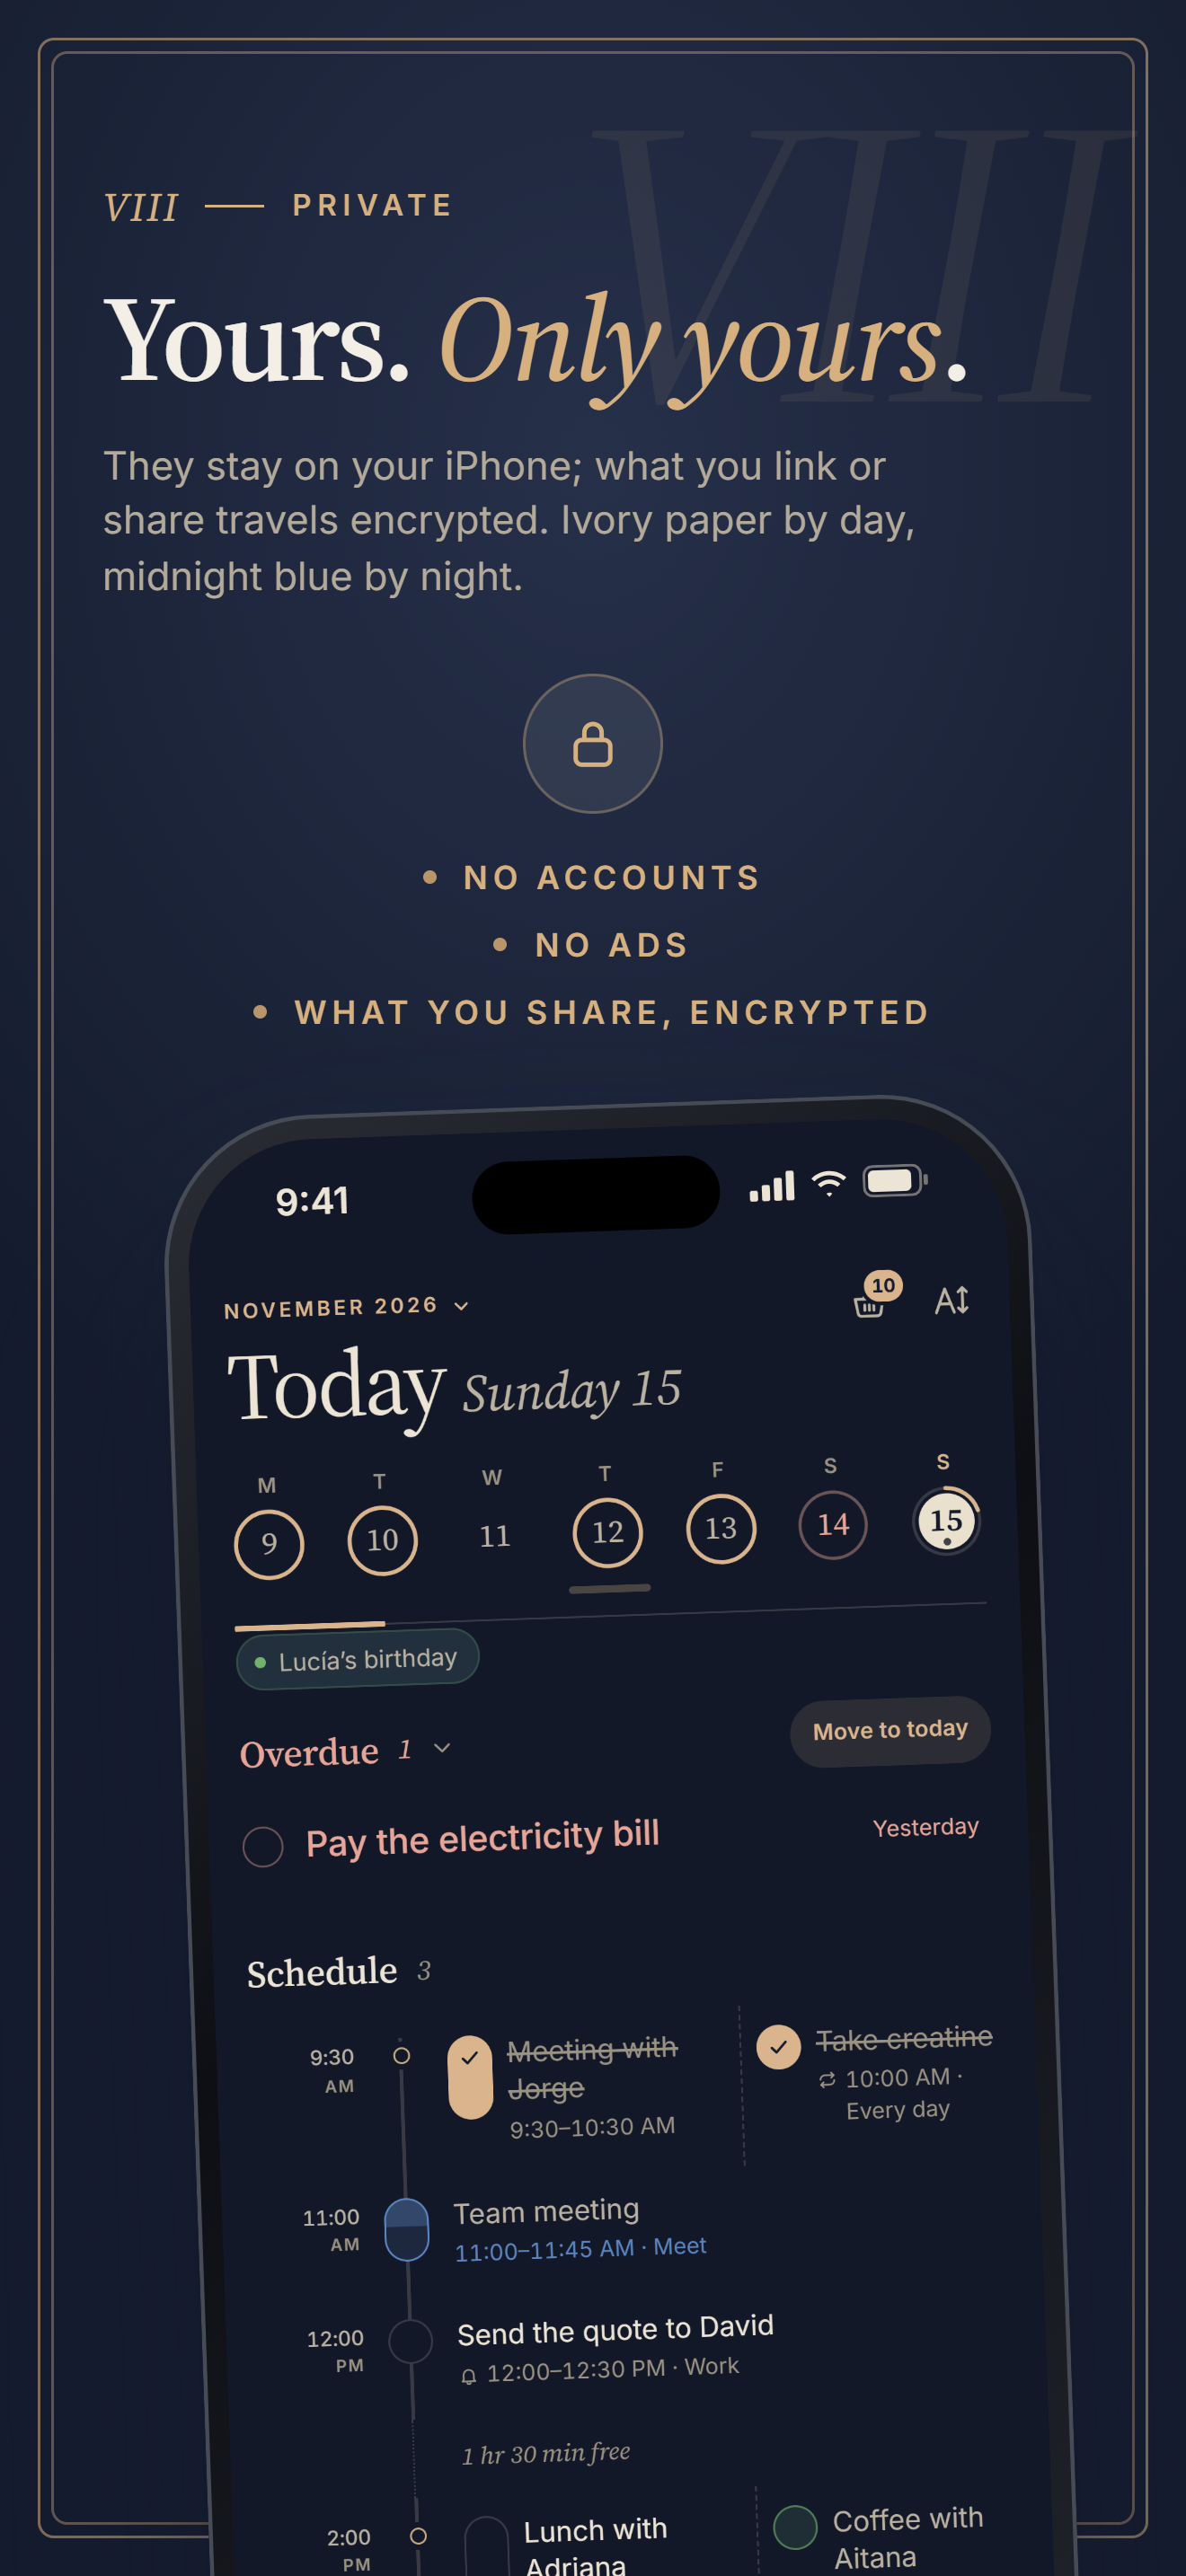 VIII
VIII — PRIVATE
Yours. Only yours.
They stay on your iPhone; what you link or
share travels encrypted. Ivory paper by day,
midnight blue by night.
• NO ACCOUNTS
• NO ADS
• WHAT YOU SHARE, ENCRYPTED
9:41
NOVEMBER 2026
10
Today Sunday 15
M T W T F S S
9 10 11 12 13 14 15
Lucía’s birthday
Overdue 1
Move to today
Pay the electricity bill
Yesterday
Schedule 3
9:30
AM
Meeting with
Jorge
9:30–10:30 AM
Take creatine
10:00 AM ·
Every day
11:00
AM
Team meeting
11:00–11:45 AM · Meet
12:00
PM
Send the quote to David
12:00–12:30 PM · Work
1 hr 30 min free
2:00
PM
Lunch with
Adriana
Coffee with
Aitana